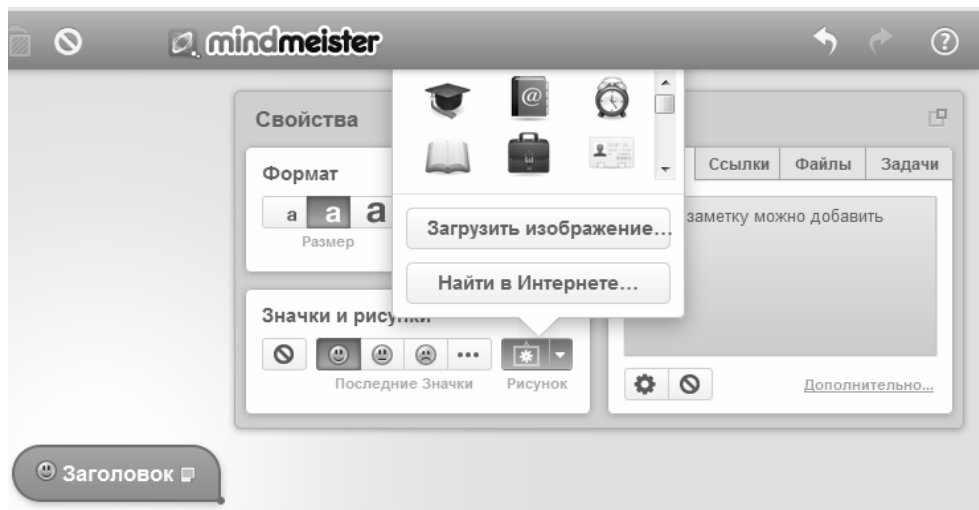 mindmeister
Свойства
Формат
a a a
Размер
Загрузить изображение...
Найти в Интернете...
Значки и рисунки
Последние Значки
Рисунок
Ссылки
Файлы
Задачи
заметку можно добавить
Дополнительно...
Заголовок